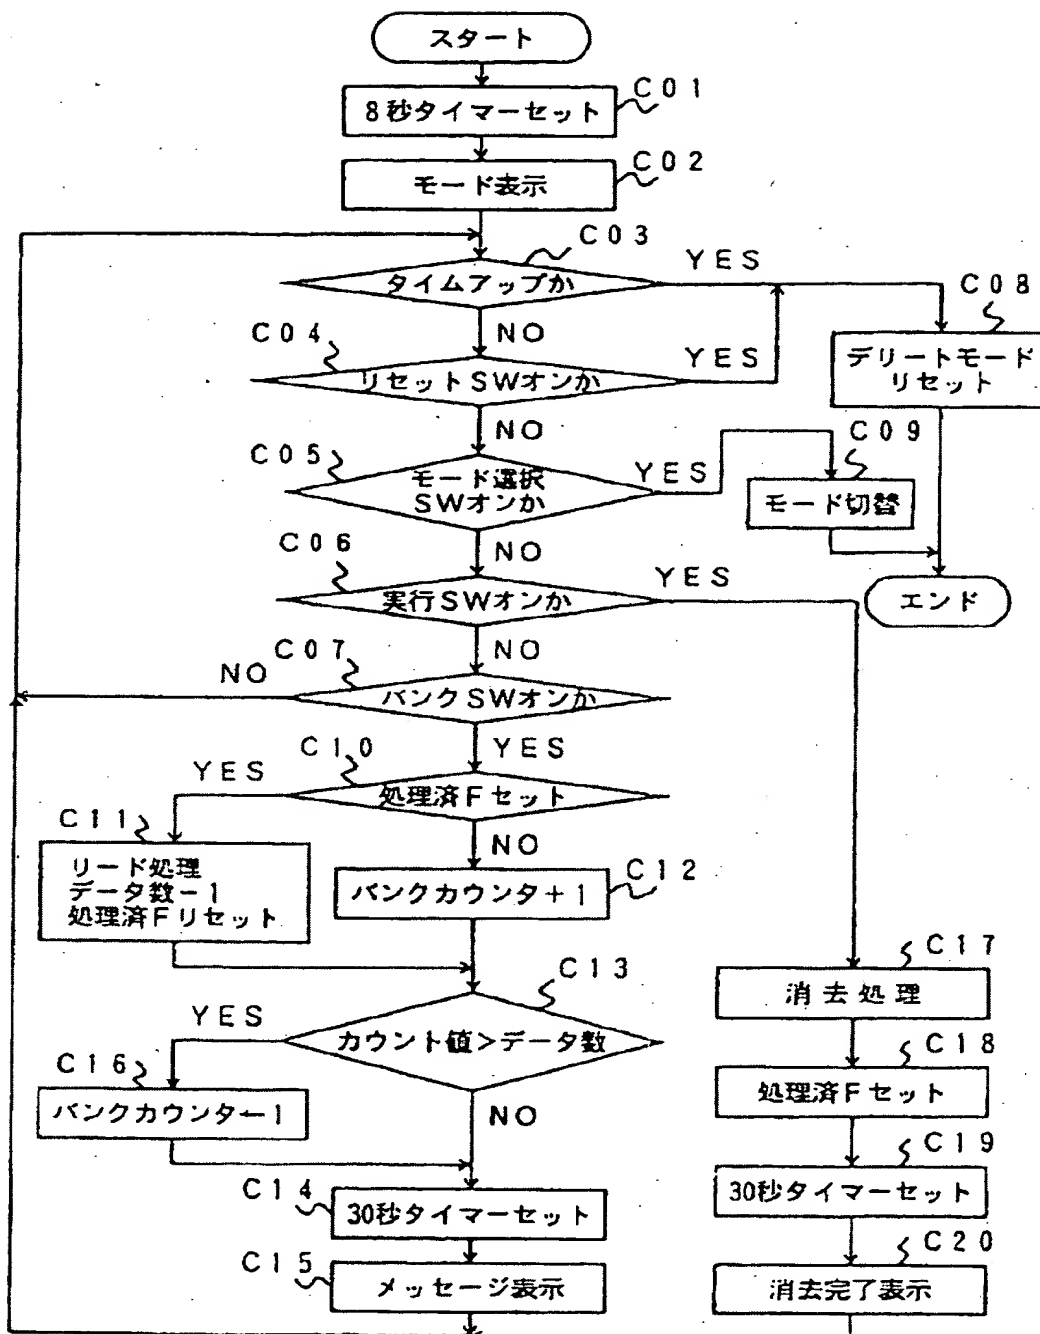 スタート
C01
8秒タイマーセット
C02
モード表示
C03
タイムアップか
YES
NO
C04
リセットSWオンか
YES
NO
C08
デリートモード
リセット
C05
モード選択
SWオンか
YES
NO
C09
モード切替
C06
実行SWオンか
YES
NO
エンド
C07
バンクSWオンか
NO
YES
C10
処理済Fセット
YES
NO
C11
リード処理
データ数-1
処理済Fリセット
C12
バンクカウンタ+1
C13
カウント値>データ数
YES
NO
C16
バンクカウンタ←1
C14
30秒タイマーセット
C15
メッセージ表示
C17
消去処理
C18
処理済Fセット
C19
30秒タイマーセット
C20
消去完了表示